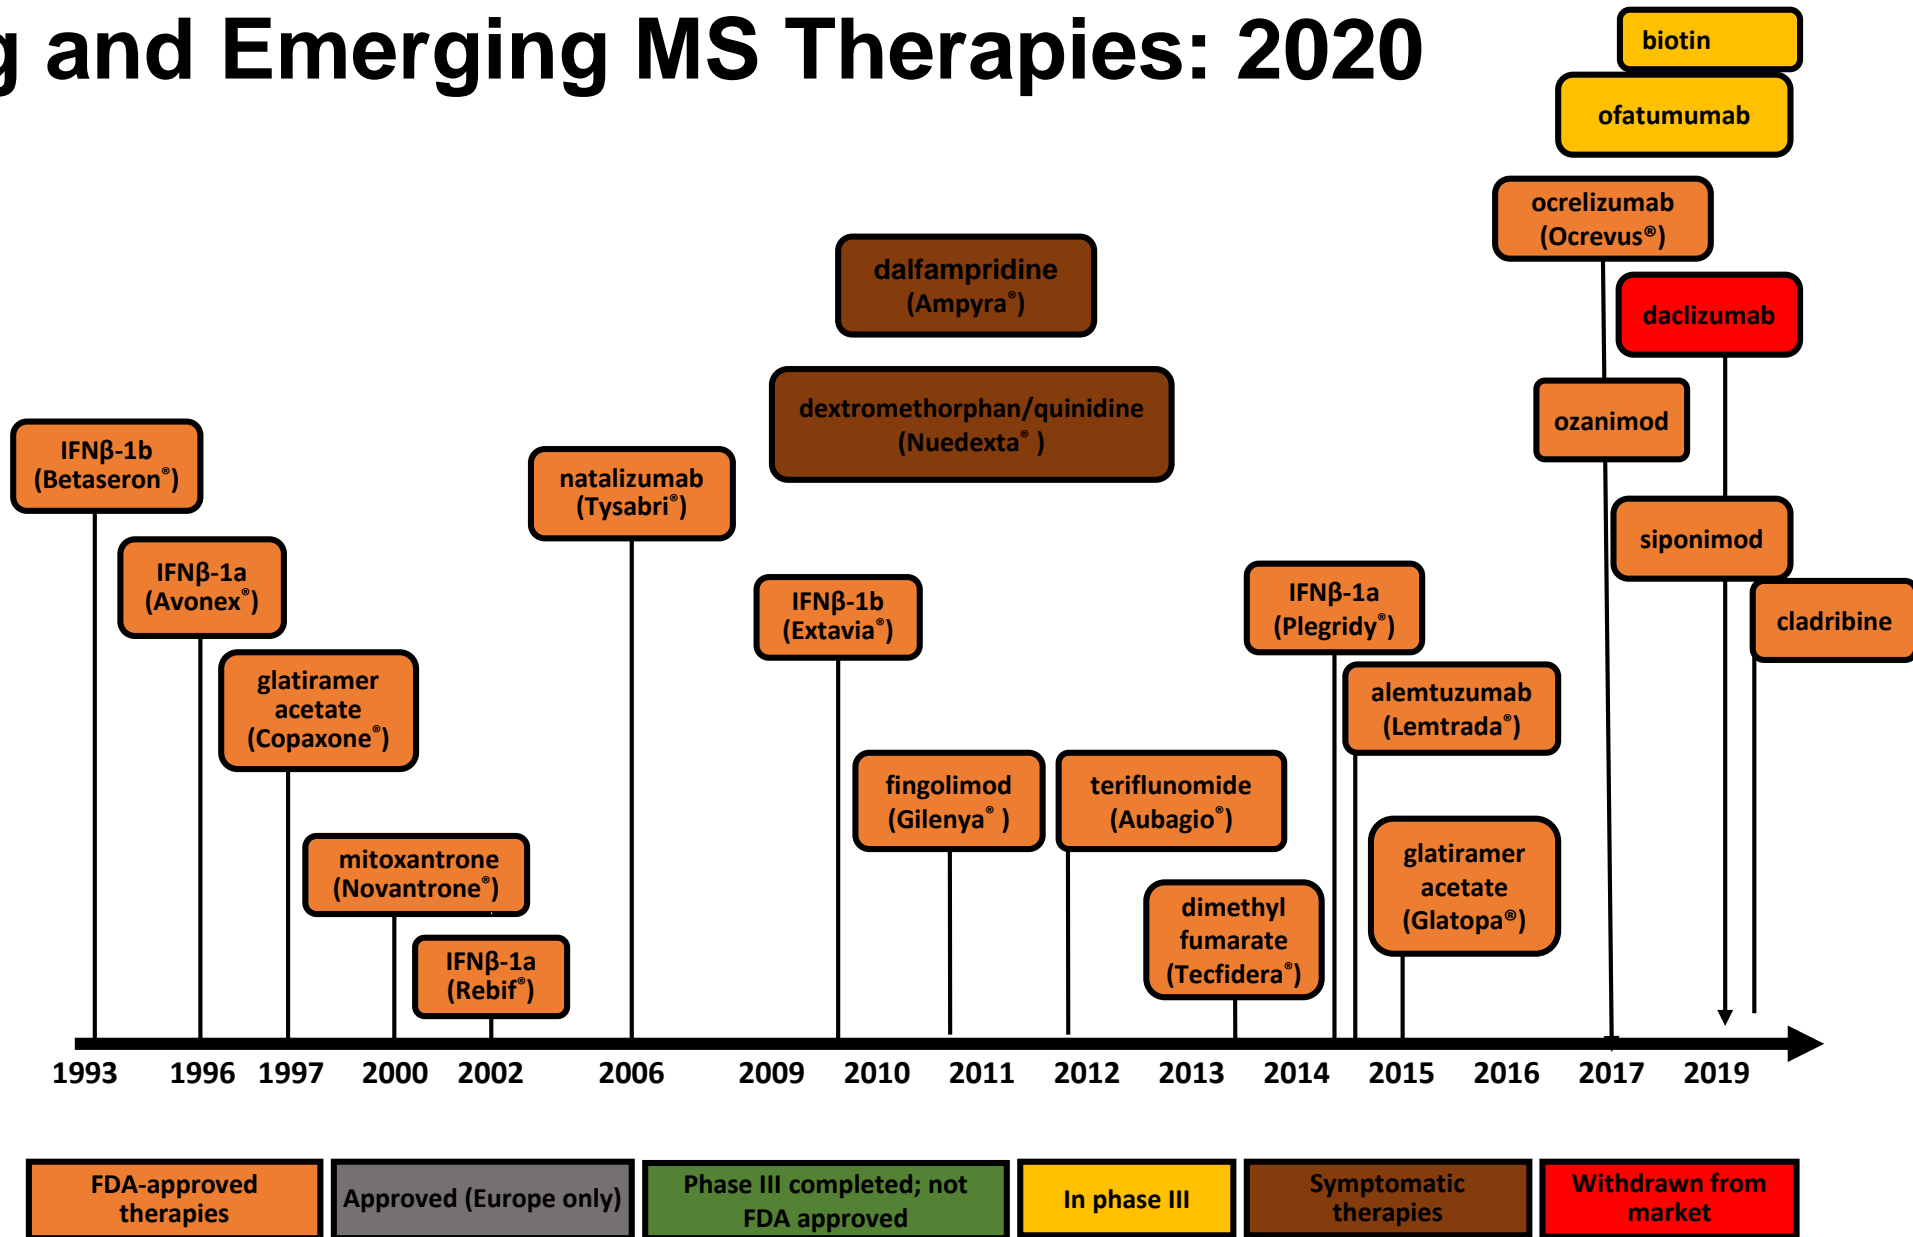 g and Emerging MS Therapies: 2020
biotin
ofatumumab
ocrelizumab
(Ocrevus®)
dalfampridine
(Ampyra®)
daclizumab
dextromethorphan/quinidine
(Nuedexta® )
ozanimod
IFNβ-1b
(Betaseron®)
natalizumab
(Tysabri®)
siponimod
IFNβ-1a
(Avonex®)
IFNβ-1b
(Extavia®)
IFNβ-1a
(Plegridy®)
cladribine
glatiramer
acetate
(Copaxone®)
alemtuzumab
(Lemtrada®)
fingolimod
(Gilenya® )
teriflunomide
(Aubagio®)
mitoxantrone
(Novantrone®)
glatiramer
acetate
(Glatopa®)
dimethyl
fumarate
(Tecfidera®)
IFNβ-1a
(Rebif®)
1993 1996 1997 2000 2002 2006 2009 2010 2011 2012 2013 2014 2015 2016 2017 2019
FDA-approved
therapies
Approved (Europe only)
Phase III completed; not
FDA approved
In phase III
Symptomatic
therapies
Withdrawn from
market